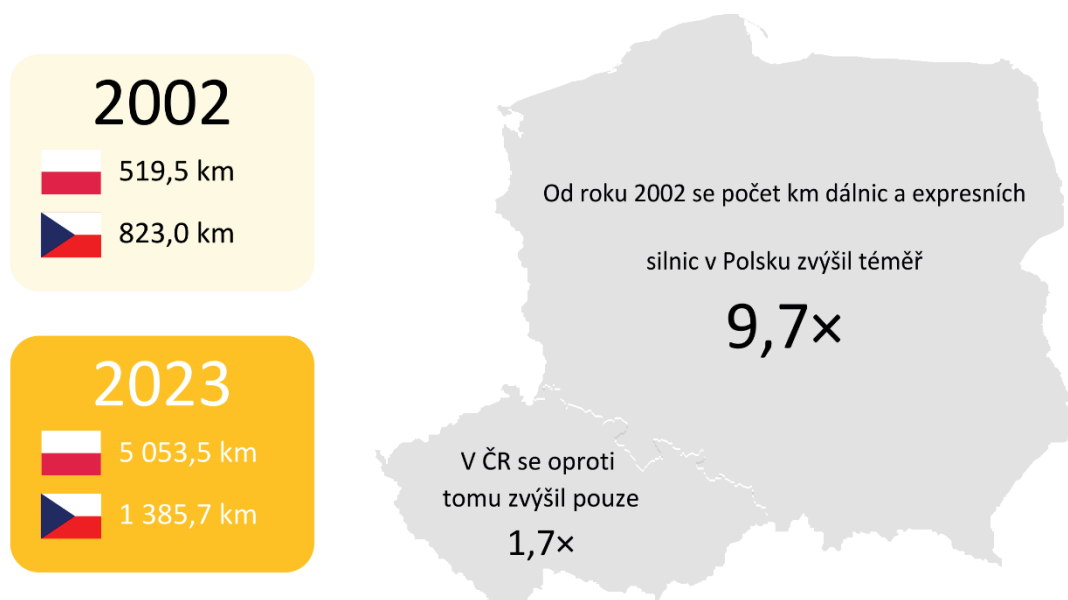 2002
519,5 km
823,0 km
2023
5 053,5 km
1 385,7 km
Od roku 2002 se počet km dálnic a expresních
silnic v Polsku zvýšil téměř
9,7×
V ČR se oproti
tomu zvýšil pouze
1,7×